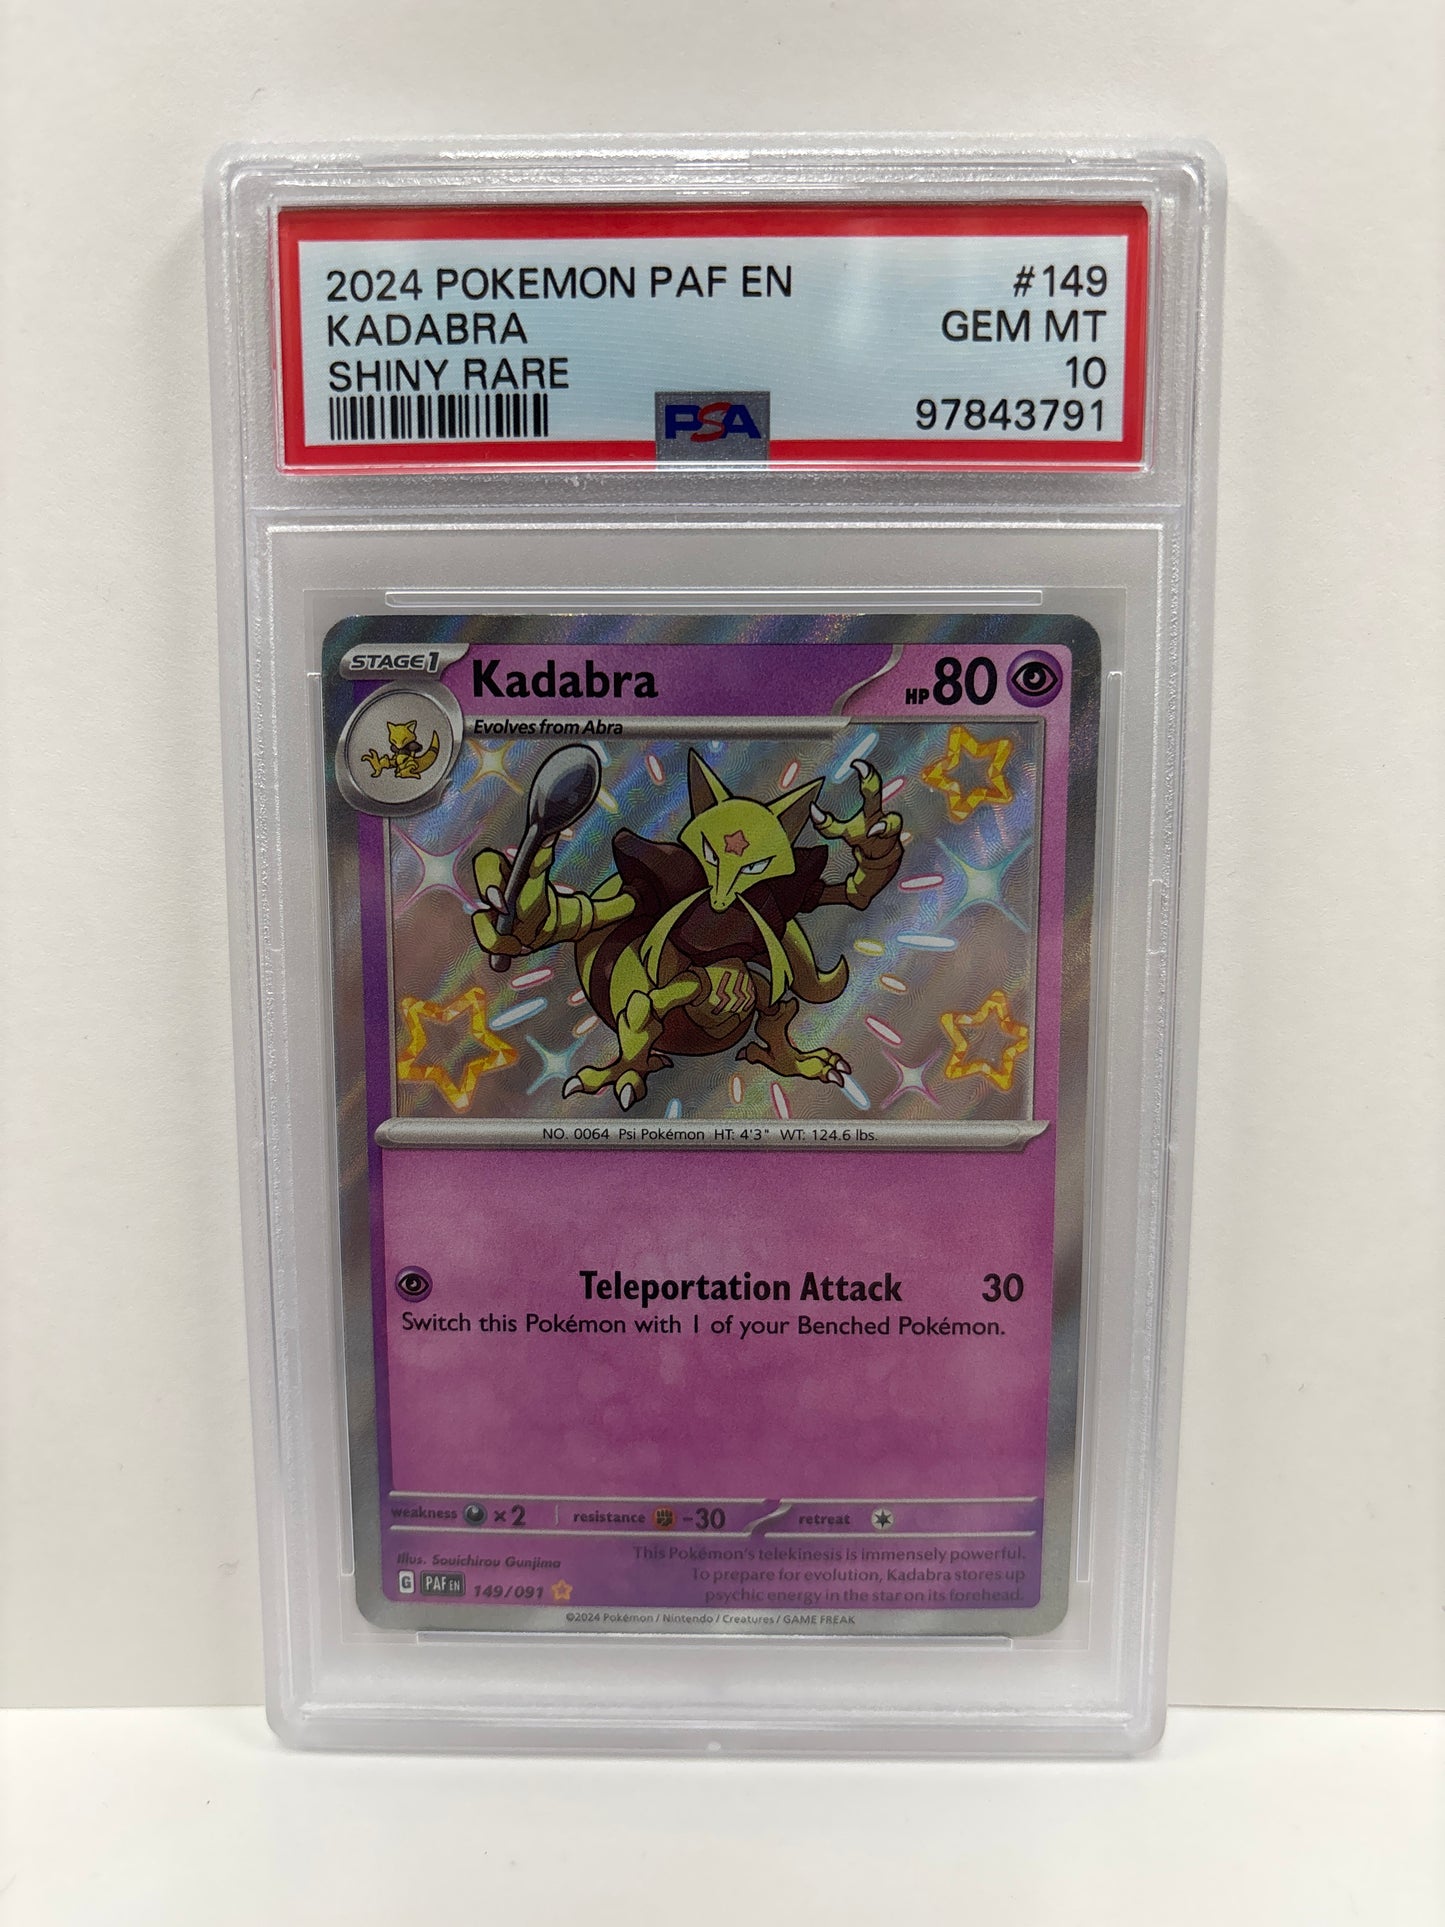 2024 POKEMON PAF EN #149
KADABRA GEM MT
SHINY RARE 10
PSA 97843791
STAGE 1 Kadabra HP 80
Evolves from Abra
NO. 0064 Psi Pokémon HT: 4'3" WT: 124.6 lbs.
Teleportation Attack 30
Switch this Pokémon with 1 of your Benched Pokémon.
weakness ×2 resistance -30 retreat
Illus. Souichirou Gunjima
G PAF EN 149/091
This Pokémon's telekinesis is immensely powerful.
To prepare for evolution, Kadabra stores up
psychic energy in the star on its forehead.
©2024 Pokémon / Nintendo / Creatures / GAME FREAK